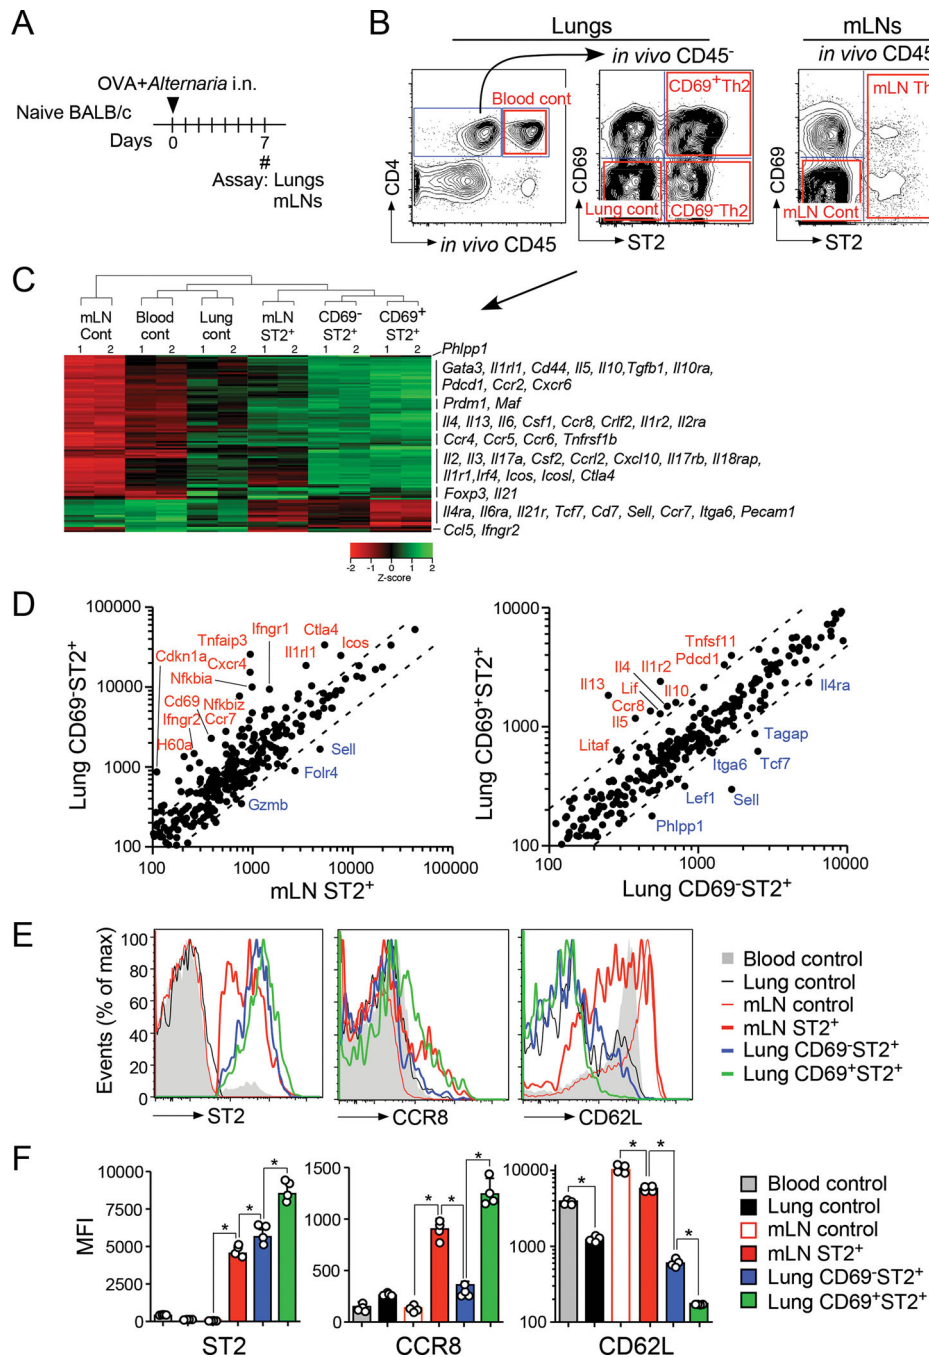 A
OVA+Alternaria i.n.
Naive BALB/c
Days 0 7
#
Assay: Lungs
mLNs
B
Lungs
mLNs
in vivo CD45-
in vivo CD45
Blood cont
CD69+Th2
mLN Th
CD4
CD69
CD69
Lung cont
CD69-Th2
mLN Cont
in vivo CD45
ST2
ST2
C
mLN Cont
Blood cont
Lung cont
mLN ST2+
CD69- ST2+
CD69+ ST2+
1 2 1 2 1 2 1 2 1 2 1 2
Phlpp1
Gata3, Il1rl1, Cd44, Il5, Il10,Tgfb1, Il10ra,
Pdcd1, Ccr2, Cxcr6
Prdm1, Maf
Il4, Il13, Il6, Csf1, Ccr8, Crlf2, Il1r2, Il2ra
Ccr4, Ccr5, Ccr6, Tnfrsf1b
Il2, Il3, Il17a, Csf2, Ccrl2, Cxcl10, Il17rb, Il18rap,
Il1r1,Irf4, Icos, Icosl, Ctla4
Foxp3, Il21
Il4ra, Il6ra, Il21r, Tcf7, Cd7, Sell, Ccr7, Itga6, Pecam1
Ccl5, Ifngr2
-2 -1 0 1 2
Z-score
D
Lung CD69-ST2+
100000
10000
1000
100
100 1000 10000 100000
mLN ST2+
Ifngr1
Ctla4
Tnfaip3
Icos
Il1rl1
Cdkn1a
Cxcr4
Nfkbia
Cd69
Nfkbiz
Ifngr2
Ccr7
H60a
Sell
Folr4
Gzmb
Lung CD69+ST2+
10000
1000
100
100 1000 10000
Lung CD69-ST2+
Tnfsf11
Pdcd1
Il4
Il1r2
Il13
Lif
Il10
Ccr8
Il5
Litaf
Il4ra
Tagap
Itga6
Tcf7
Lef1
Sell
Phlpp1
E
Events (% of max)
100
80
60
40
20
0
ST2
CCR8
CD62L
Blood control
Lung control
mLN control
mLN ST2+
Lung CD69-ST2+
Lung CD69+ST2+
F
MFI
10000
7500
5000
2500
0
* * *
ST2
1500
1000
500
0
* * *
CCR8
10000
1000
100
* * * *
CD62L
Blood control
Lung control
mLN control
mLN ST2+
Lung CD69-ST2+
Lung CD69+ST2+